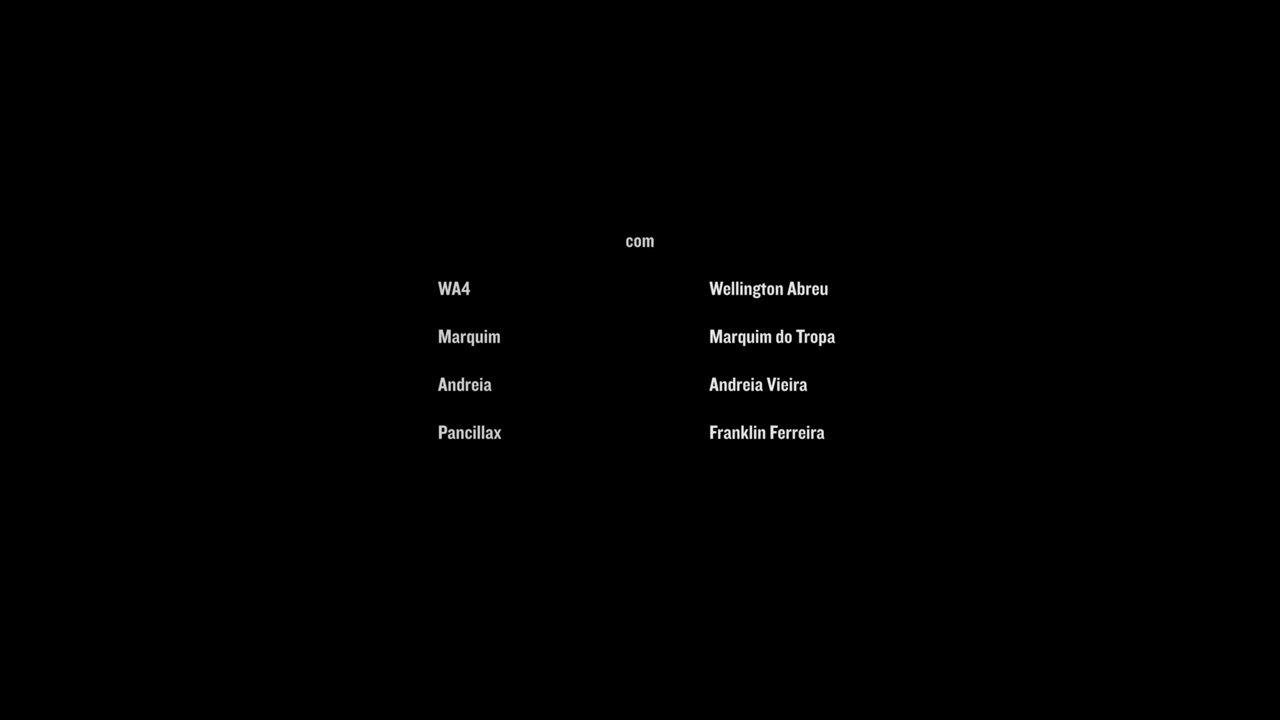 com
WA4 Wellington Abreu
Marquim Marquim do Tropa
Andreia Andreia Vieira
Pancillax Franklin Ferreira